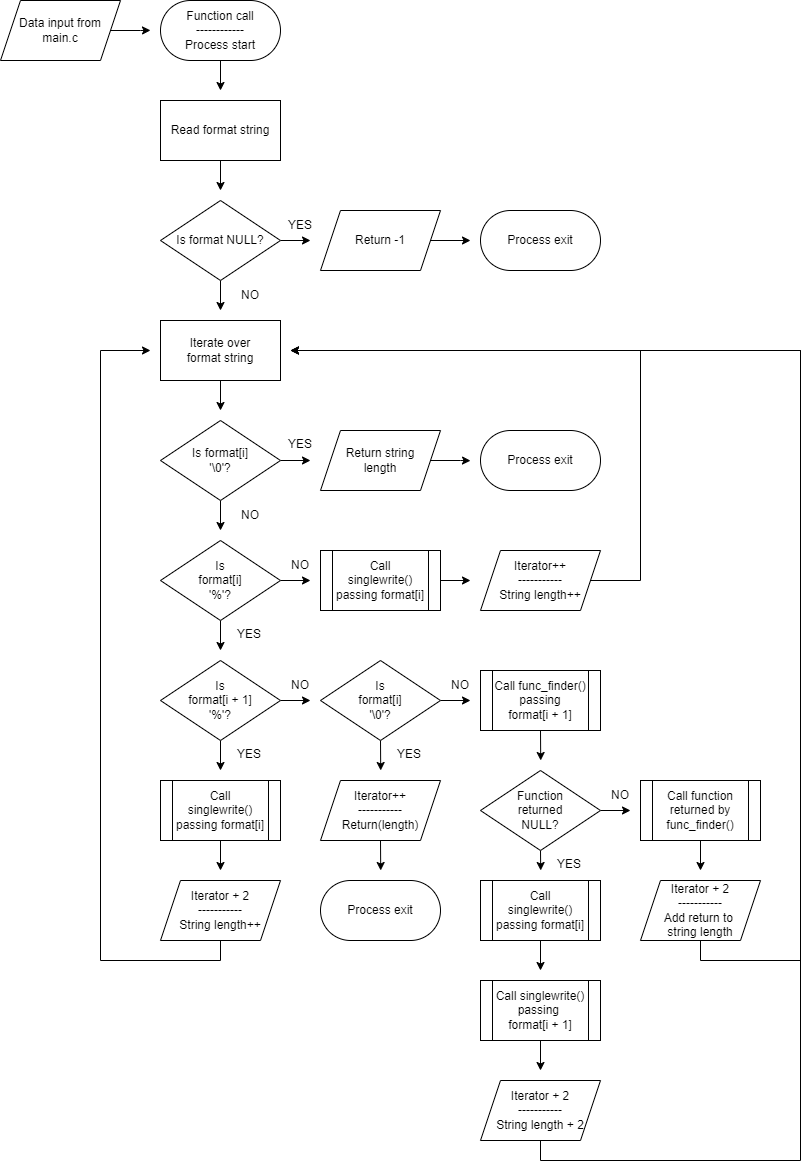 Data input from
main.c
Function call
------------
Process start
Read format string
Is format NULL?
YES
Return -1
Process exit
NO
Iterate over
format string
Is format[i]
'\0'?
YES
Return string
length
Process exit
NO
Is
format[i]
'%'?
NO
Call
singlewrite()
passing format[i]
Iterator++
-----------
String length++
YES
Is
format[i + 1]
'%'?
NO
Is
format[i]
'\0'?
NO
Call func_finder()
passing
format[i + 1]
YES
YES
Call
singlewrite()
passing format[i]
Iterator++
-----------
Return(length)
Function
returned
NULL?
NO
Call function
returned by
func_finder()
YES
Iterator + 2
-----------
String length++
Process exit
Call
singlewrite()
passing format[i]
Iterator + 2
-----------
Add return to
string length
Call singlewrite()
passing
format[i + 1]
Iterator + 2
-----------
String length + 2